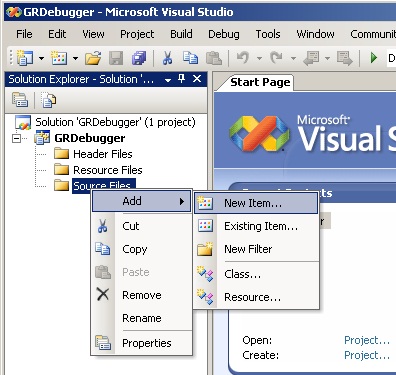 GRDebugger - Microsoft Visual Studio
File Edit View Project Build Debug Tools Window Communi
Solution Explorer - Solution '...
Start Page
Solution 'GRDebugger' (1 project)
GRDebugger
Header Files
Resource Files
Source Files
Microsoft
Visual S
Add
Cut
Copy
Paste
Remove
Rename
Properties
New Item...
Existing Item...
New Filter
Class...
Resource...
Open: Project...
Create: Project...